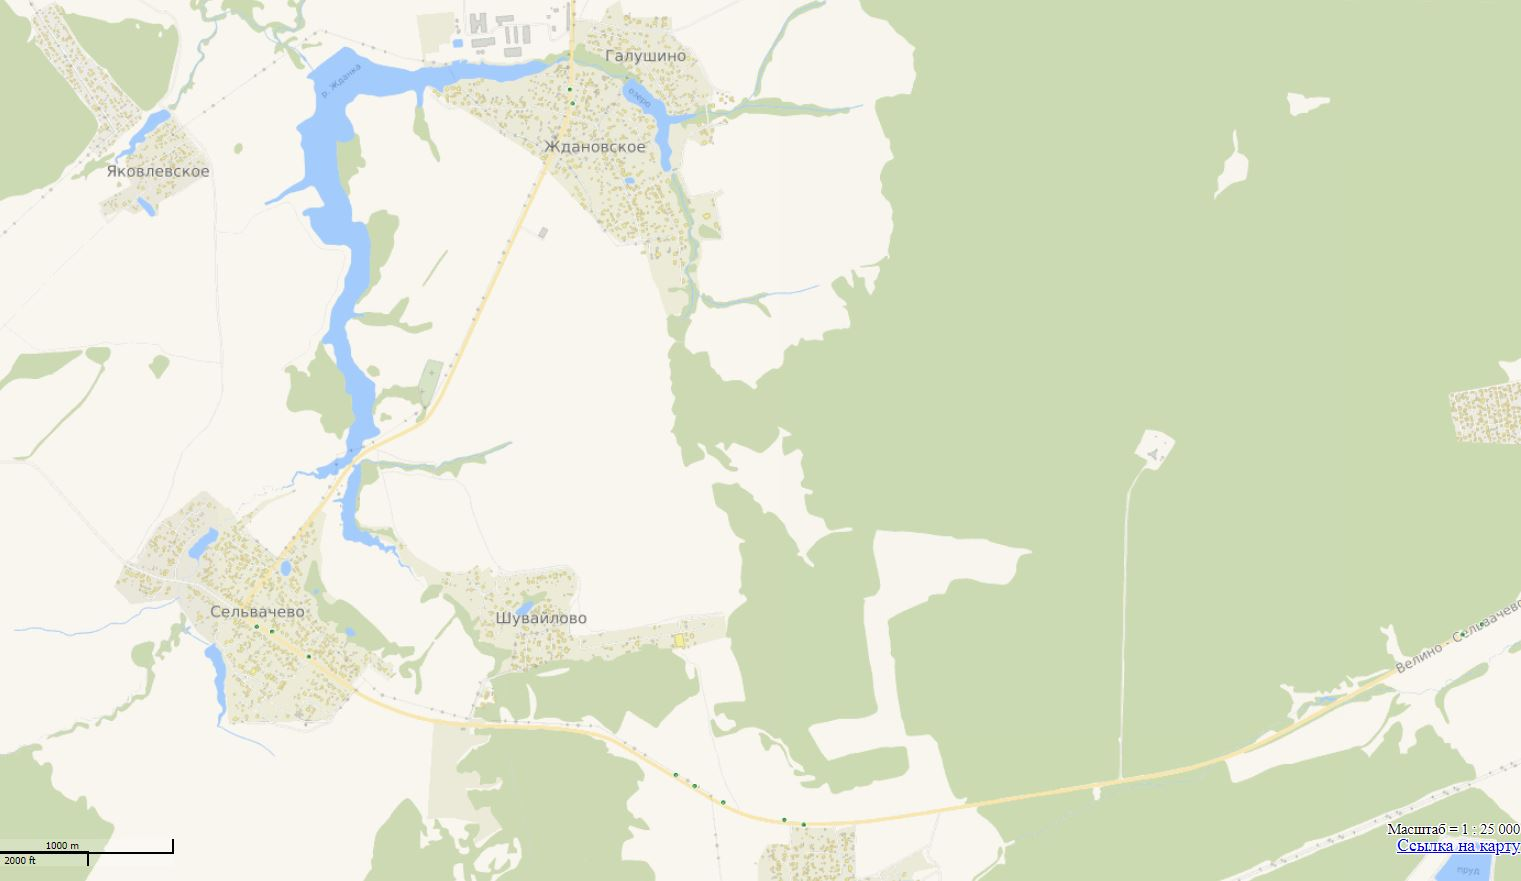 Галушино
р. Жданка
озеро
Ждановское
Яковлевское
Сельвачево
Шувайлово
Велино - Сельвачево
Масштаб = 1 : 25 000
1000 m
Ссылка на карту
2000 ft
пруд